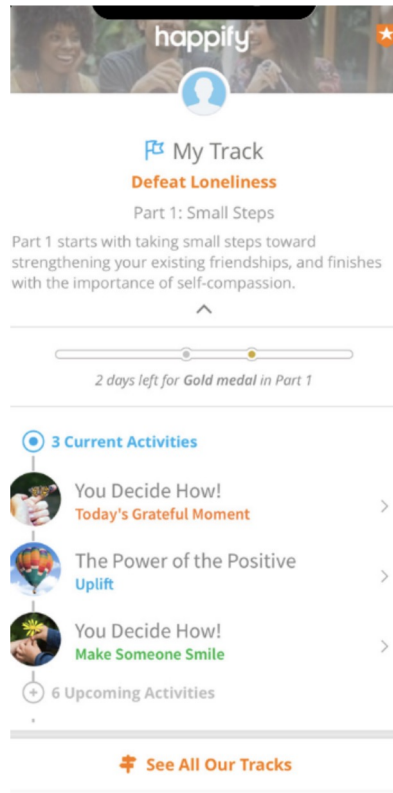 happify
My Track
Defeat Loneliness
Part 1: Small Steps
Part 1 starts with taking small steps toward
strengthening your existing friendships, and finishes
with the importance of self-compassion.
2 days left for Gold medal in Part 1
3 Current Activities
You Decide How!
Today's Grateful Moment
The Power of the Positive
Uplift
You Decide How!
Make Someone Smile
6 Upcoming Activities
See All Our Tracks